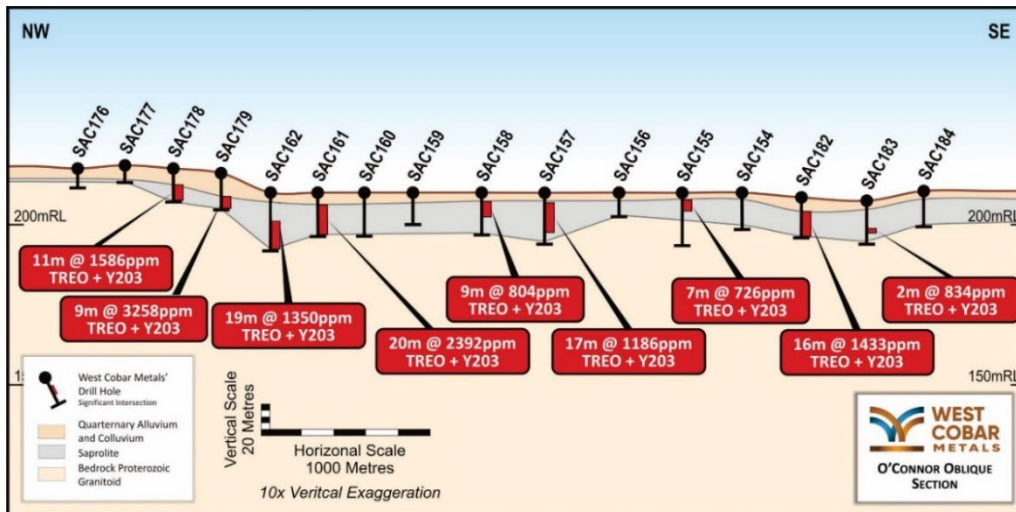 NW
SE
SAC176
SAC177
SAC178
SAC179
SAC162
SAC161
SAC160
SAC159
SAC158
SAC157
SAC156
SAC155
SAC154
SAC182
SAC183
SAC184
200mRL
200mRL
11m @ 1586ppm
TREO + Y203
9m @ 3258ppm
TREO + Y203
19m @ 1350ppm
TREO + Y203
20m @ 2392ppm
TREO + Y203
9m @ 804ppm
TREO + Y203
17m @ 1186ppm
TREO + Y203
7m @ 726ppm
TREO + Y203
16m @ 1433ppm
TREO + Y203
2m @ 834ppm
TREO + Y203
150mRL
West Cobar Metals'
Drill Hole
Significant Intersection
Quarternary Alluvium
and Colluvium
Saprolite
Bedrock Proterozoic
Granitoid
Vertical Scale
20 Metres
Horizonal Scale
1000 Metres
10x Veritcal Exaggeration
WEST
COBAR
METALS
O'CONNOR OBLIQUE
SECTION